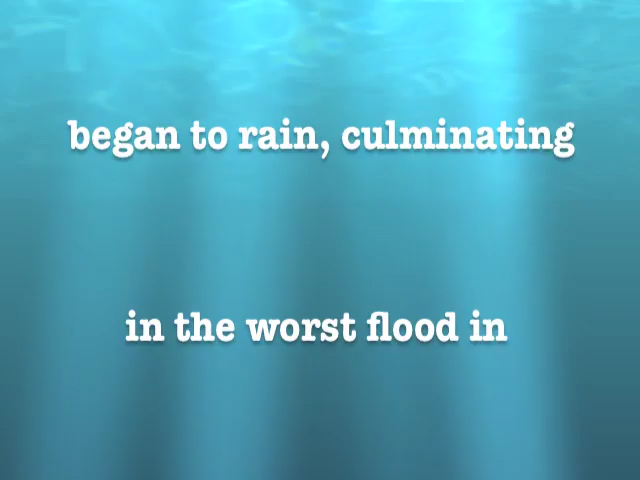 began to rain, culminating
in the worst flood in